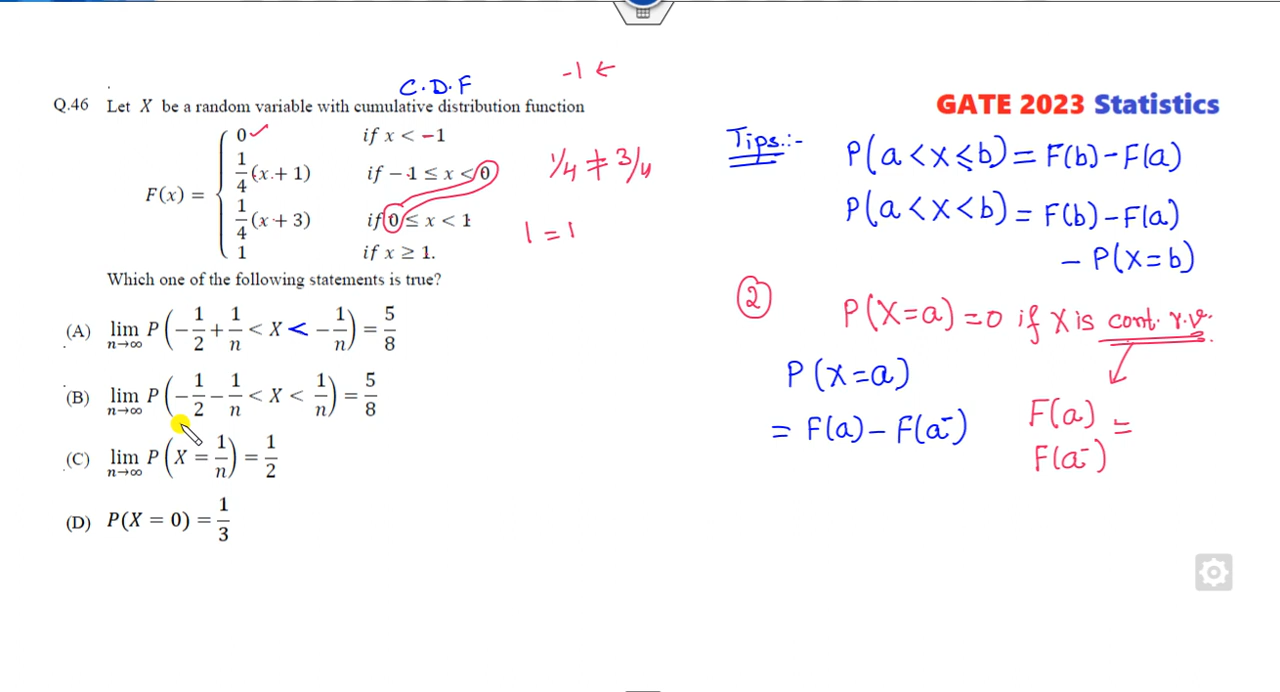 C.D.F
-1 ←
Q.46 Let X be a random variable with cumulative distribution function
GATE 2023 Statistics
F(x) = { 0 ✓ if x < −1
1/4 (x + 1) if −1 ≤ x < 0
1/4 (x + 3) if 0 ≤ x < 1
1 if x ≥ 1.
1/4 ≠ 3/4
1 = 1
Which one of the following statements is true?
(A) lim n→∞ P(−1/2 + 1/n < X < −1/n) = 5/8
(B) lim n→∞ P(−1/2 − 1/n < X < 1/n) = 5/8
(C) lim n→∞ P(X = 1/n) = 1/2
(D) P(X = 0) = 1/3
Tips:-
P(a < x ≤ b) = F(b) - F(a)
P(a < x < b) = F(b) - F(a)
- P(X = b)
② P(X = a) = 0 if X is cont. r.v.
P(X = a)
= F(a) - F(a⁻)
F(a) =
F(a⁻)